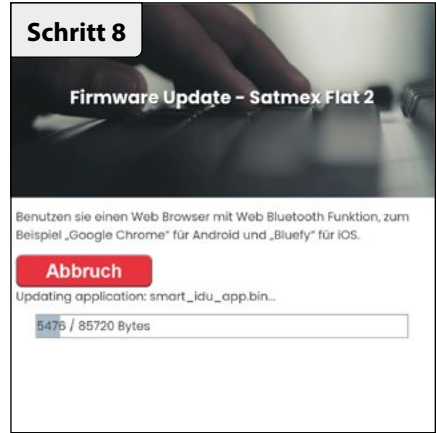 Schritt 8
Firmware Update - Satmex Flat 2
Benutzen sie einen Web Browser mit Web Bluetooth Funktion, zum
Beispiel „Google Chrome“ für Android und „Bluefy“ für iOS.
Abbruch
Updating application: smart_idu_app.bin...
5476 / 85720 Bytes